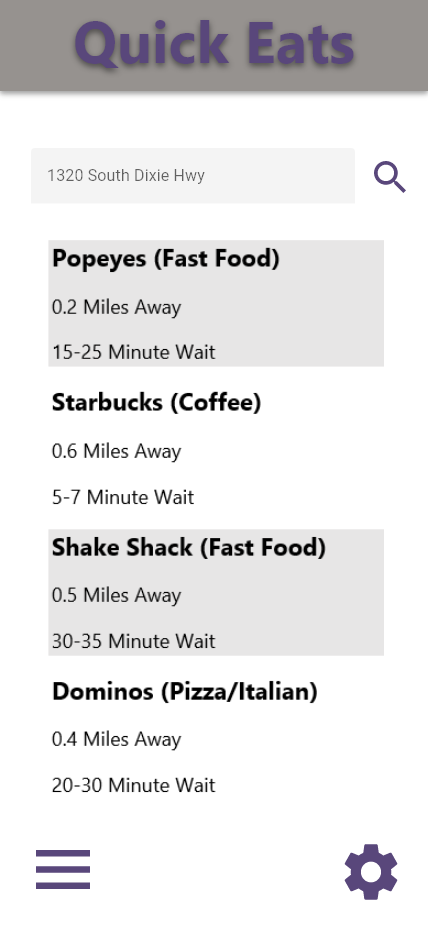 Quick Eats
1320 South Dixie Hwy
Popeyes (Fast Food)
0.2 Miles Away
15-25 Minute Wait
Starbucks (Coffee)
0.6 Miles Away
5-7 Minute Wait
Shake Shack (Fast Food)
0.5 Miles Away
30-35 Minute Wait
Dominos (Pizza/Italian)
0.4 Miles Away
20-30 Minute Wait